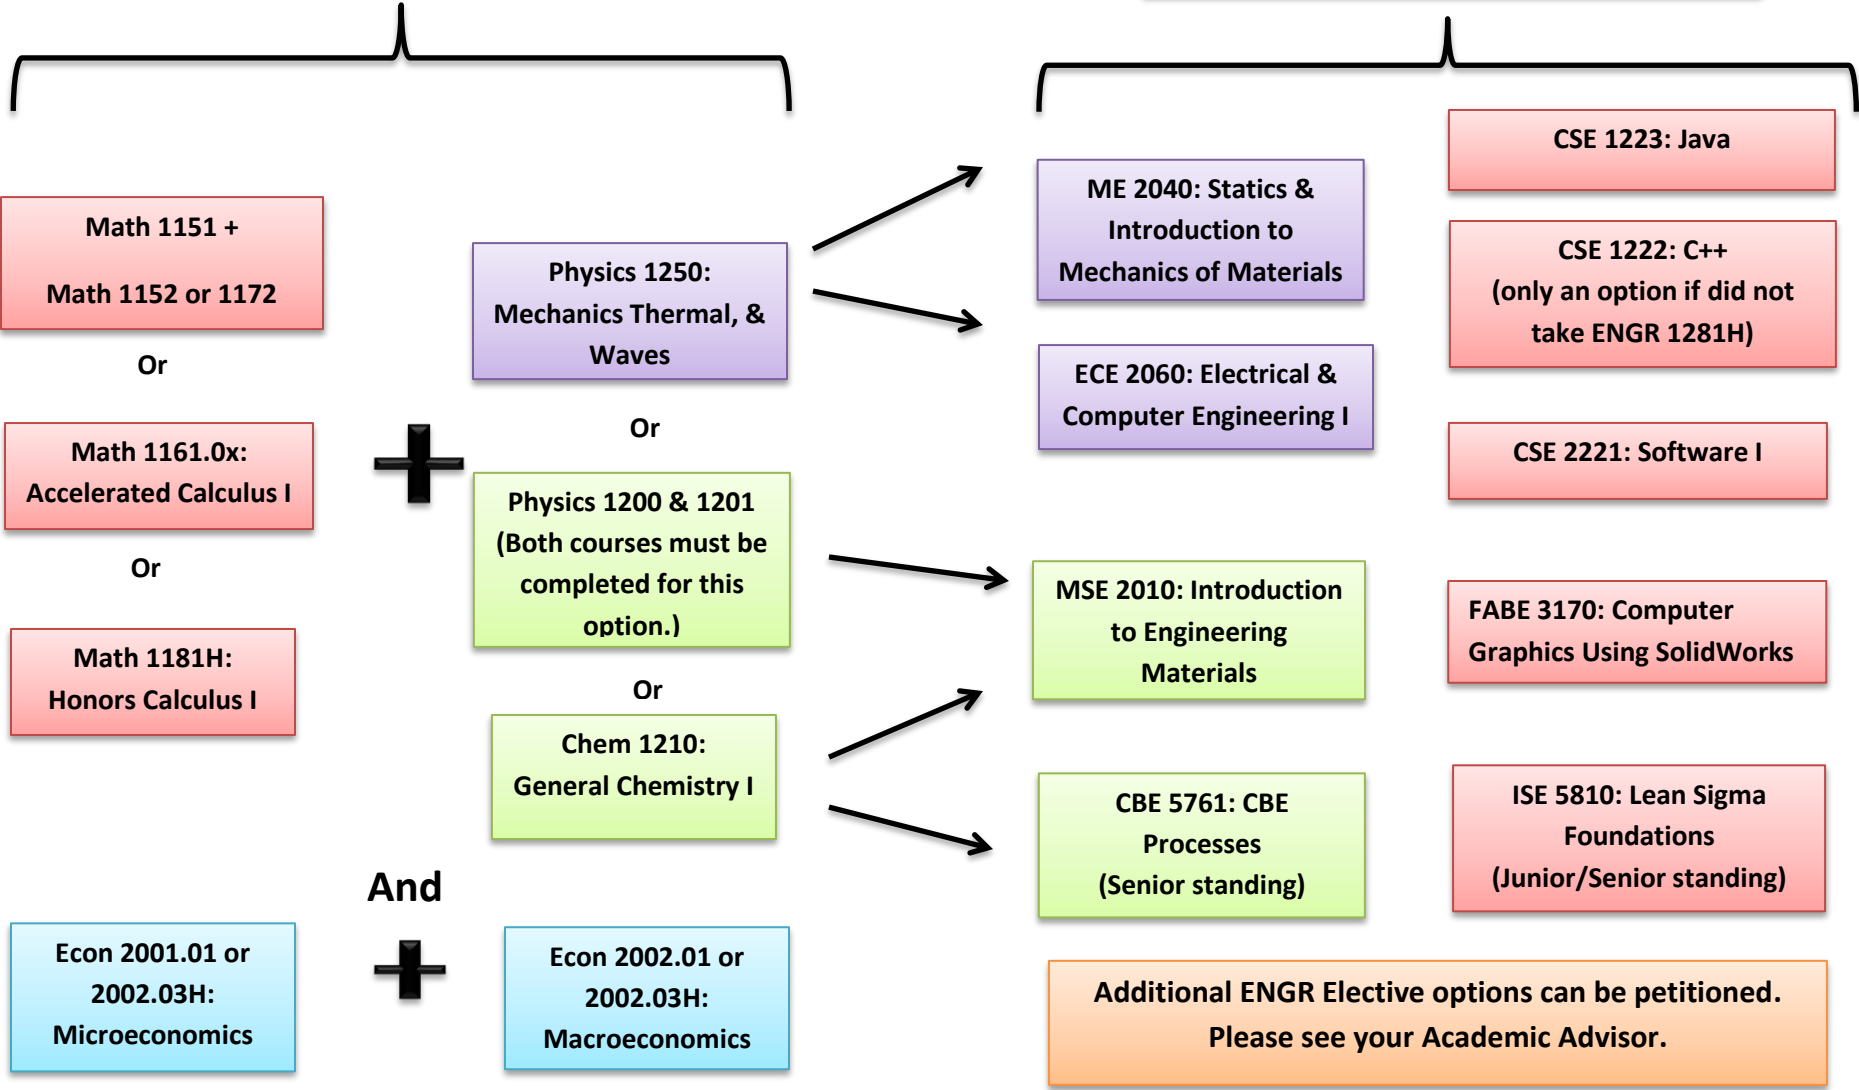 Math 1151 +
Math 1152 or 1172
Or
Math 1161.0x:
Accelerated Calculus I
Or
Math 1181H:
Honors Calculus I
Physics 1250:
Mechanics Thermal, &
Waves
Or
Physics 1200 & 1201
(Both courses must be
completed for this
option.)
Or
Chem 1210:
General Chemistry I
And
Econ 2001.01 or
2002.03H:
Microeconomics
Econ 2002.01 or
2002.03H:
Macroeconomics
ME 2040: Statics &
Introduction to
Mechanics of Materials
ECE 2060: Electrical &
Computer Engineering I
MSE 2010: Introduction
to Engineering
Materials
CBE 5761: CBE
Processes
(Senior standing)
CSE 1223: Java
CSE 1222: C++
(only an option if did not
take ENGR 1281H)
CSE 2221: Software I
FABE 3170: Computer
Graphics Using SolidWorks
ISE 5810: Lean Sigma
Foundations
(Junior/Senior standing)
Additional ENGR Elective options can be petitioned.
Please see your Academic Advisor.